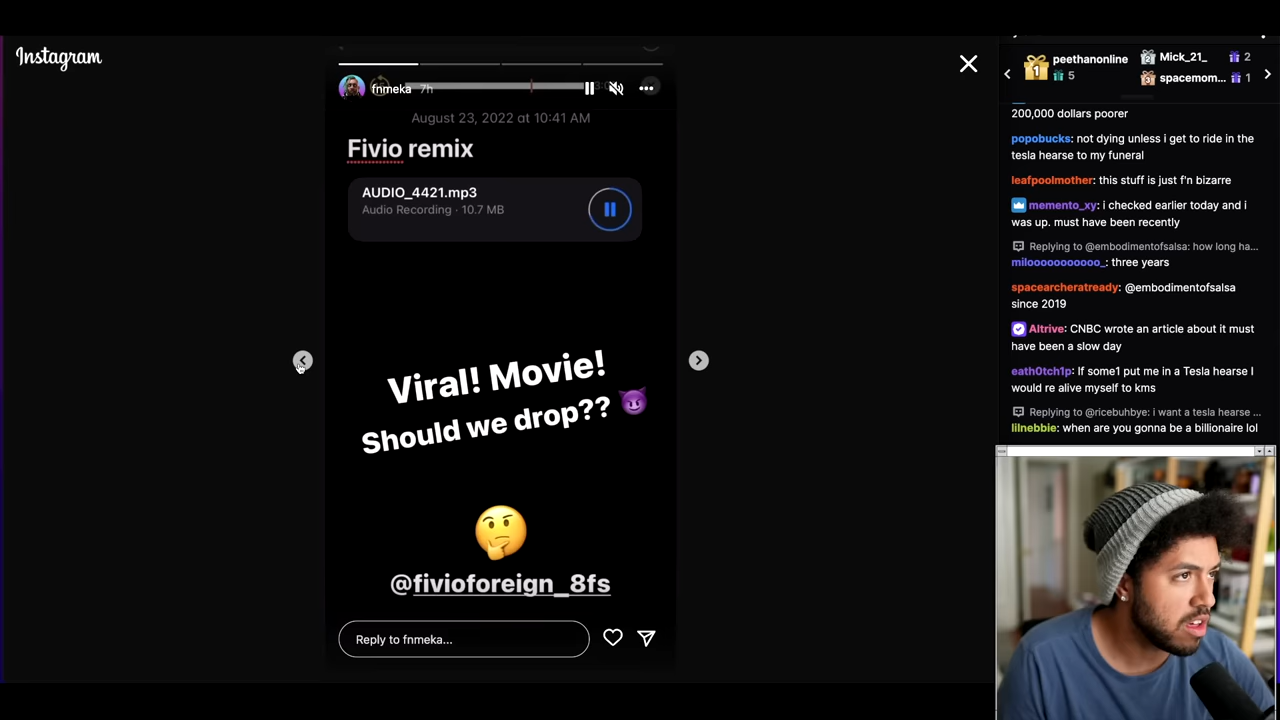 Instagram
fnmeka 7h
August 23, 2022 at 10:41 AM
Fivio remix
AUDIO_4421.mp3
Audio Recording · 10.7 MB
Viral! Movie!
Should we drop?? 😈
🤔
@fivioforeign_8fs
Reply to fnmeka...
1 peethanonline
5
2 Mick_21_ 2
3 spacemom... 1
200,000 dollars poorer
popobucks: not dying unless i get to ride in the
tesla hearse to my funeral
leafpoolmother: this stuff is just f'n bizarre
memento_xy: i checked earlier today and i
was up. must have been recently
Replying to @embodimentofsalsa: how long ha...
milooooooooooo_: three years
spacearcheratready: @embodimentofsalsa
since 2019
Altrive: CNBC wrote an article about it must
have been a slow day
eath0tch1p: If some1 put me in a Tesla hearse I
would re alive myself to kms
Replying to @ricebuhbye: i want a tesla hearse ...
lilnebbie: when are you gonna be a billionaire lol